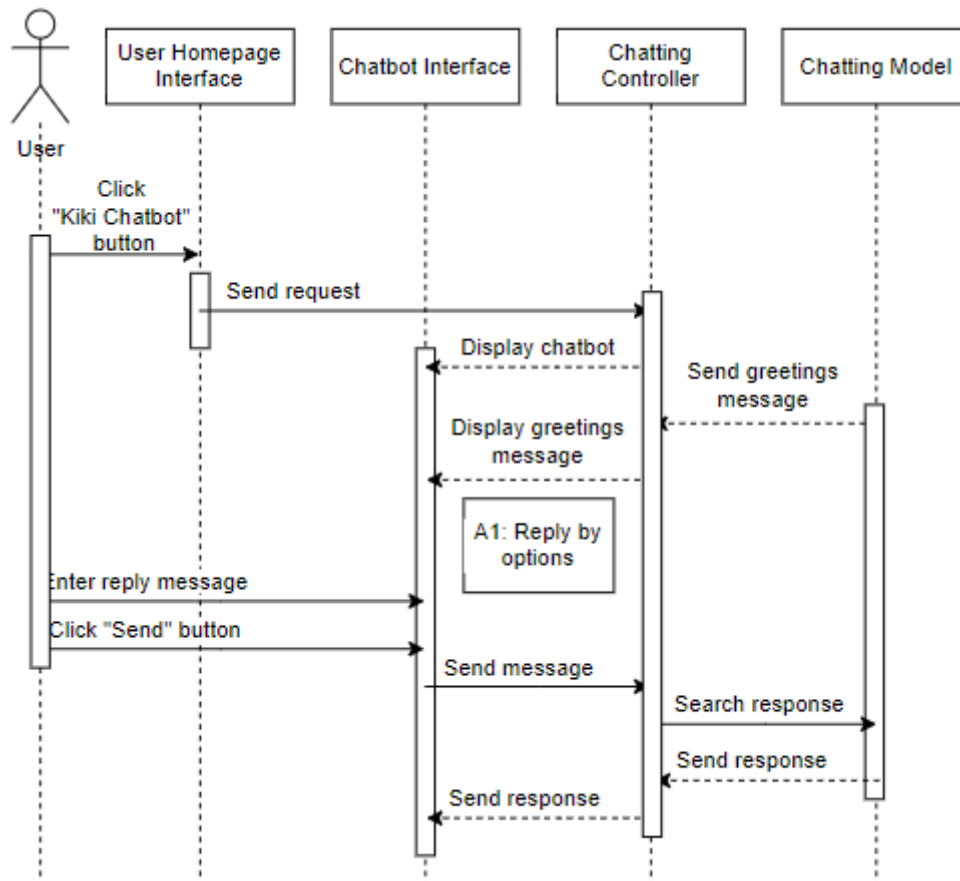 User Homepage
Interface
Chatbot Interface
Chatting
Controller
Chatting Model
User
Click
"Kiki Chatbot"
button
Send request
Display chatbot
Send greetings
message
Display greetings
message
A1: Reply by
options
Enter reply message
Click "Send" button
Send message
Search response
Send response
Send response